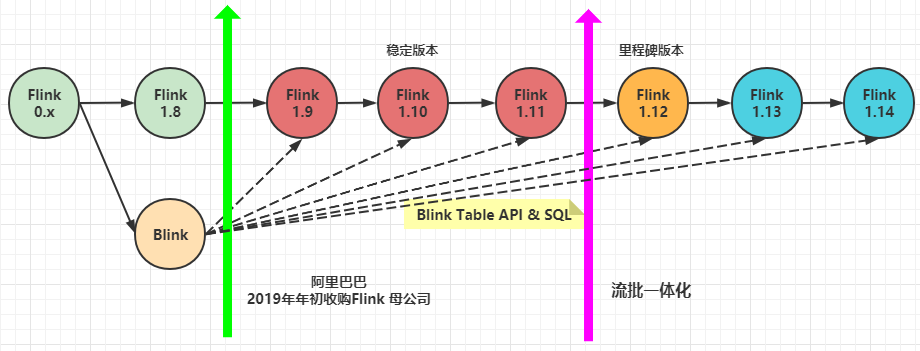 稳定版本
里程碑版本
Flink
0.x
Flink
1.8
Flink
1.9
Flink
1.10
Flink
1.11
Flink
1.12
Flink
1.13
Flink
1.14
Blink
Blink Table API & SQL
阿里巴巴
2019年年初收购Flink 母公司
流批一体化